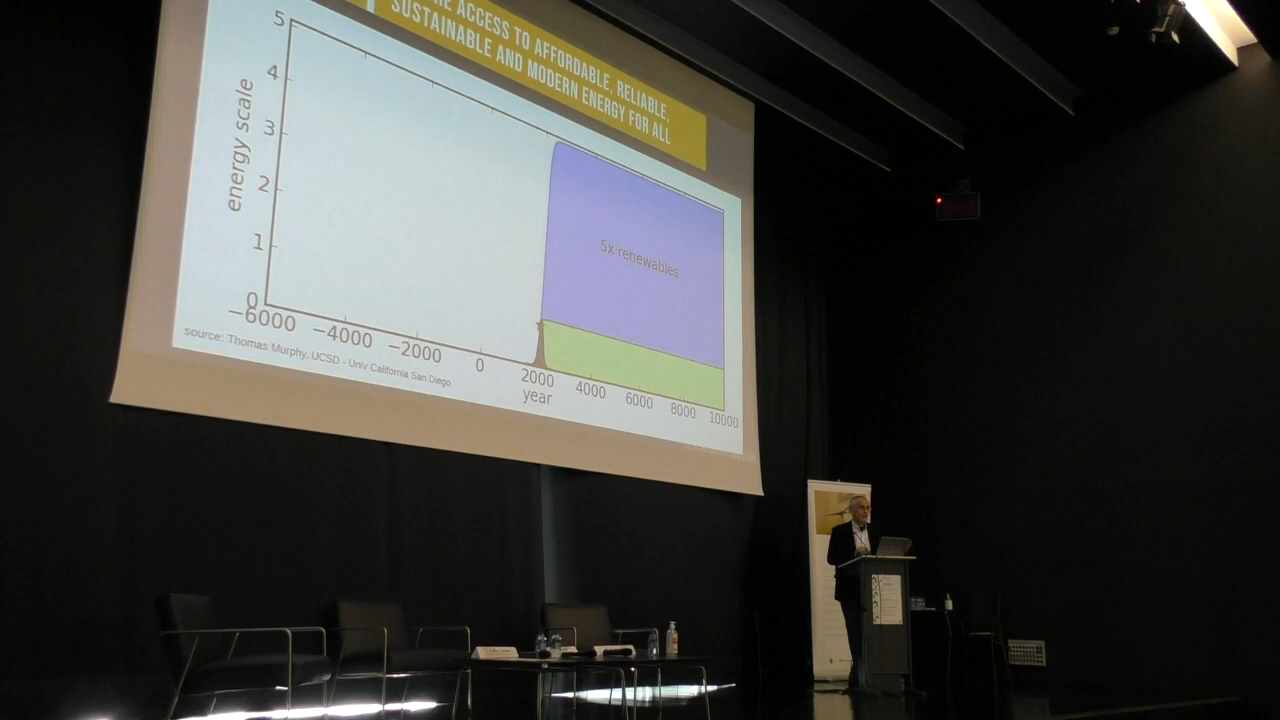 ACCESS TO AFFORDABLE, RELIABLE,
SUSTAINABLE AND MODERN ENERGY FOR ALL
5
4
3
2
1
0
energy scale
5x renewables
−6000
−4000
−2000
0
2000
4000
6000
8000
10000
year
source: Thomas Murphy, UCSD - Univ California San Diego